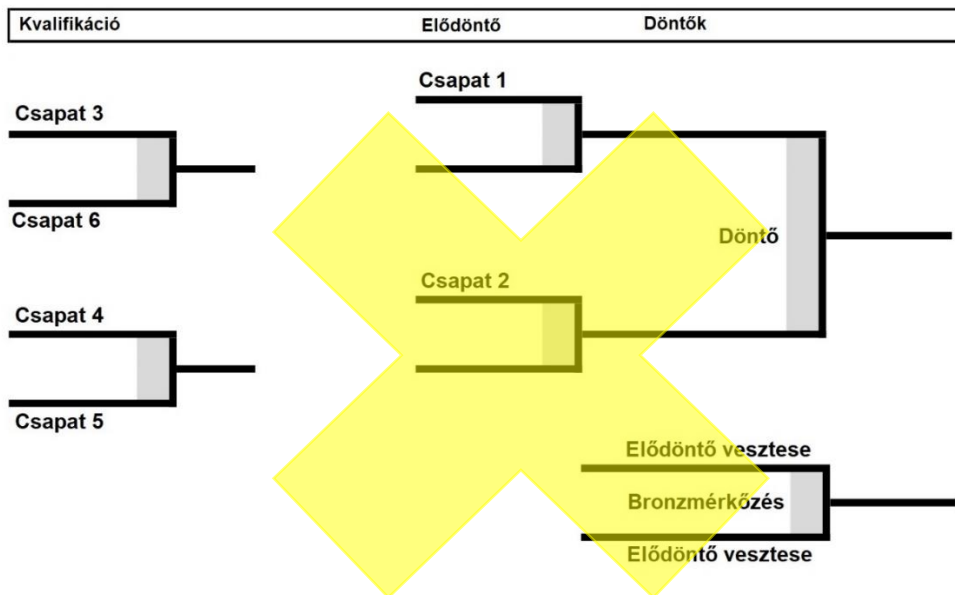 Kvalifikáció Elődöntő Döntők
Csapat 1
Csapat 3
Csapat 6
Döntő
Csapat 2
Csapat 4
Csapat 5
Elődöntő vesztese
Bronzmérkőzés
Elődöntő vesztese